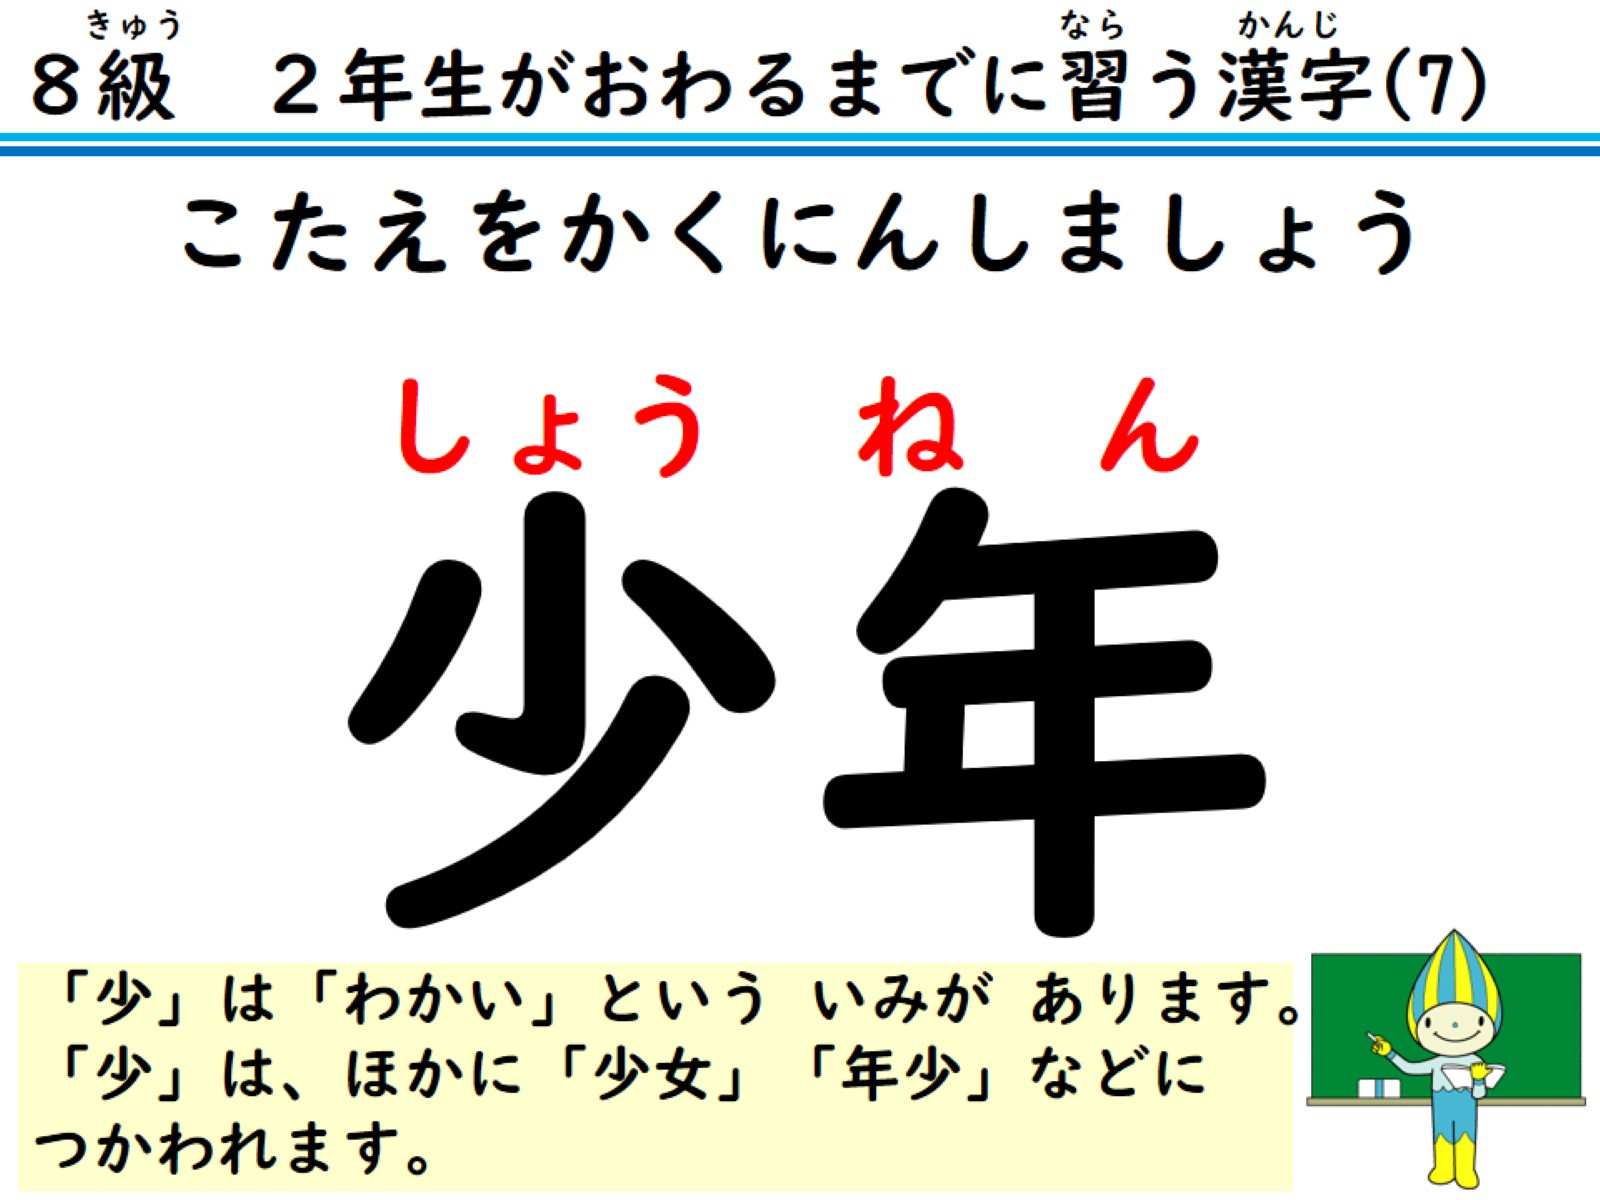 きゅう なら かんじ
８級　２年生がおわるまでに習う漢字(7)
こたえをかくにんしましょう
しょう ね ん
少年
「少」は「わかい」という いみが あります。
「少」は、ほかに「少女」「年少」などに
つかわれます。